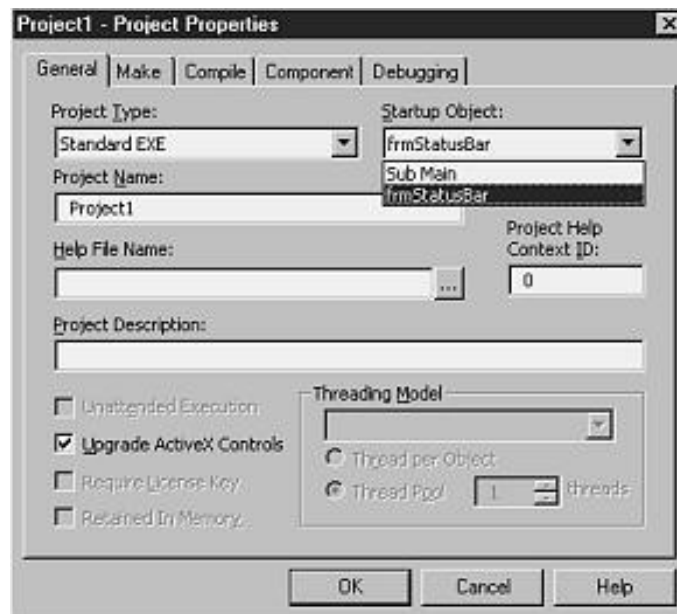 Project1 - Project Properties
General Make Compile Component Debugging
Project Type:
Startup Object:
Standard EXE
frmStatusBar
Sub Main
frmStatusBar
Project Name:
Project1
Project Help
Context ID:
Help File Name:
...
0
Project Description:
Unattended Execution
Upgrade ActiveX Controls
Require License Key
Retained In Memory
Threading Model
Thread per Object
Thread Pool 1 threads
OK Cancel Help